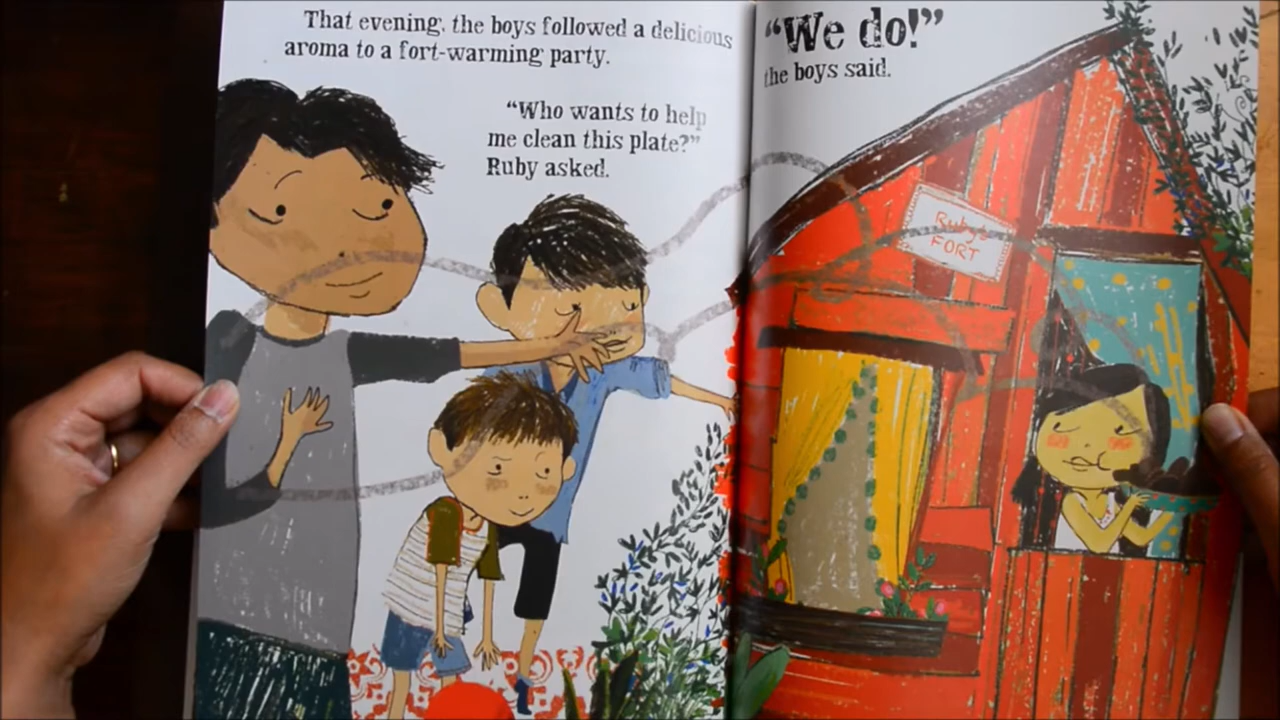 That evening, the boys followed a delicious
aroma to a fort-warming party.
“Who wants to help
me clean this plate?”
Ruby asked.
“We do!”
the boys said.
Ruby's
FORT